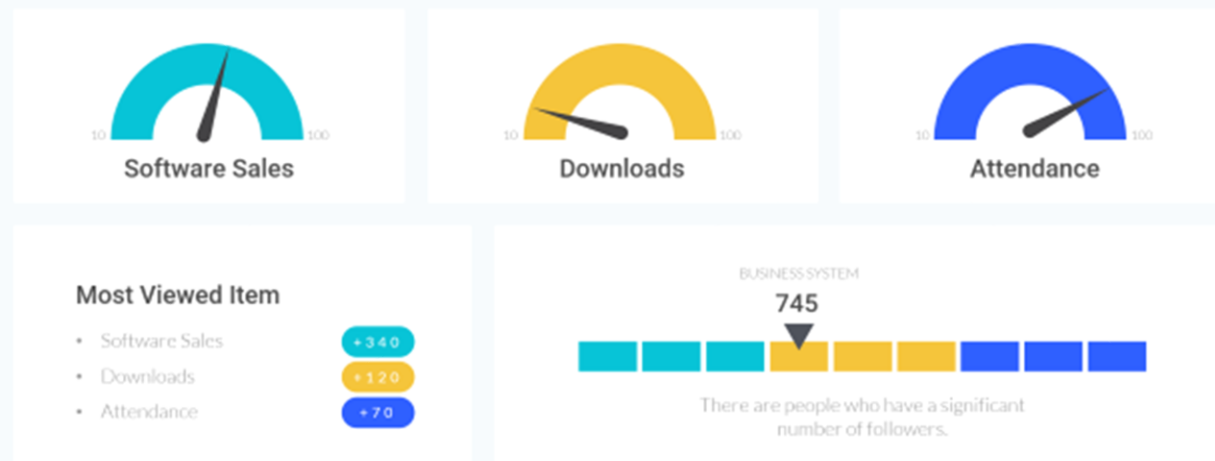 10 100
Software Sales
10 100
Downloads
10 100
Attendance
Most Viewed Item
• Software Sales +340
• Downloads +120
• Attendance +70
BUSINESS SYSTEM
745
There are people who have a significant
number of followers.